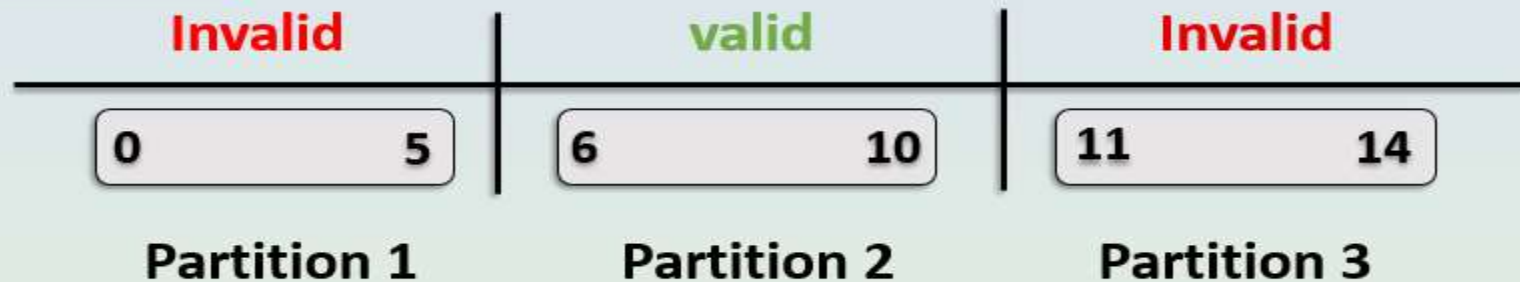 Invalid valid Invalid
0 5 6 10 11 14
Partition 1 Partition 2 Partition 3